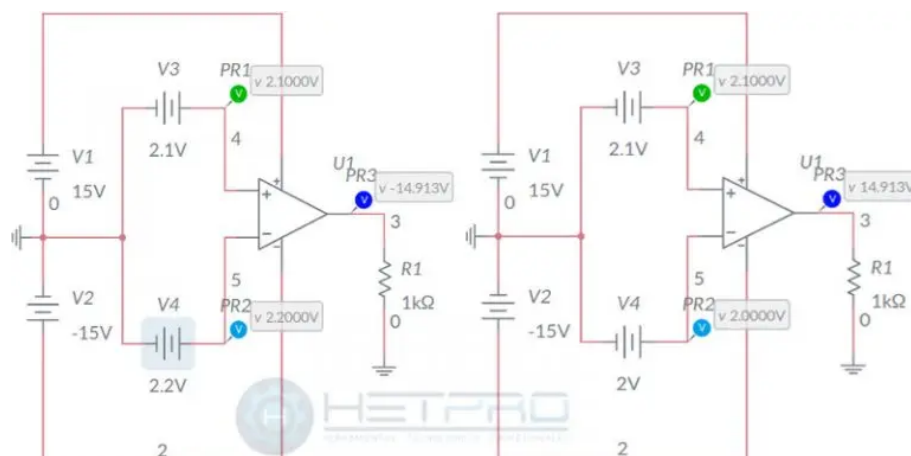 V3
PR1
v 2.1000V
4
2.1V
V1
15V
0
U1
PR3
v -14.913V
3
5
R1
1kΩ
0
V2
-15V
V4
PR2
v 2.2000V
2.2V
2
V3
PR1
v 2.1000V
4
2.1V
V1
15V
0
U1
PR3
v 14.913V
3
5
R1
1kΩ
0
V2
-15V
V4
PR2
v 2.0000V
2V
2
HETPRO